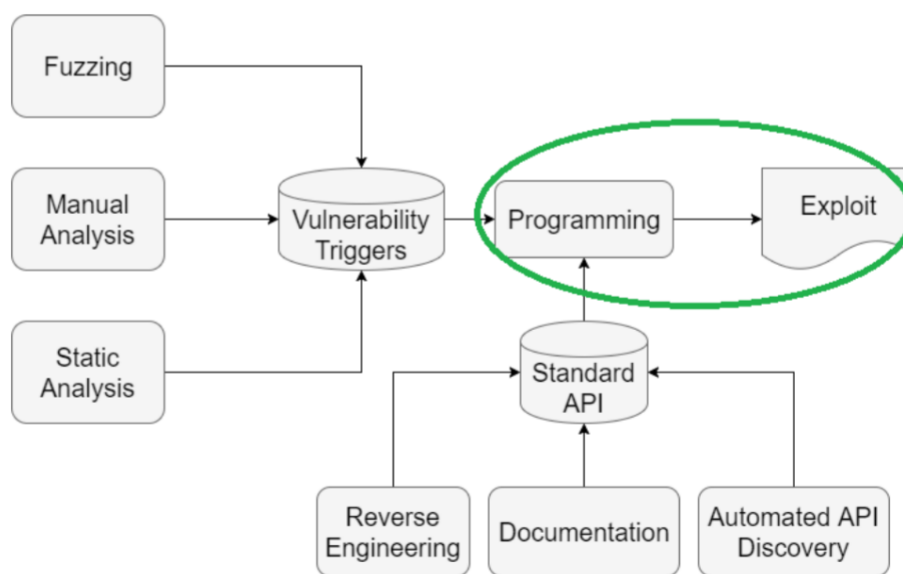 Fuzzing
Manual
Analysis
Vulnerability
Triggers
Programming
Exploit
Static
Analysis
Standard
API
Reverse
Engineering
Documentation
Automated API
Discovery